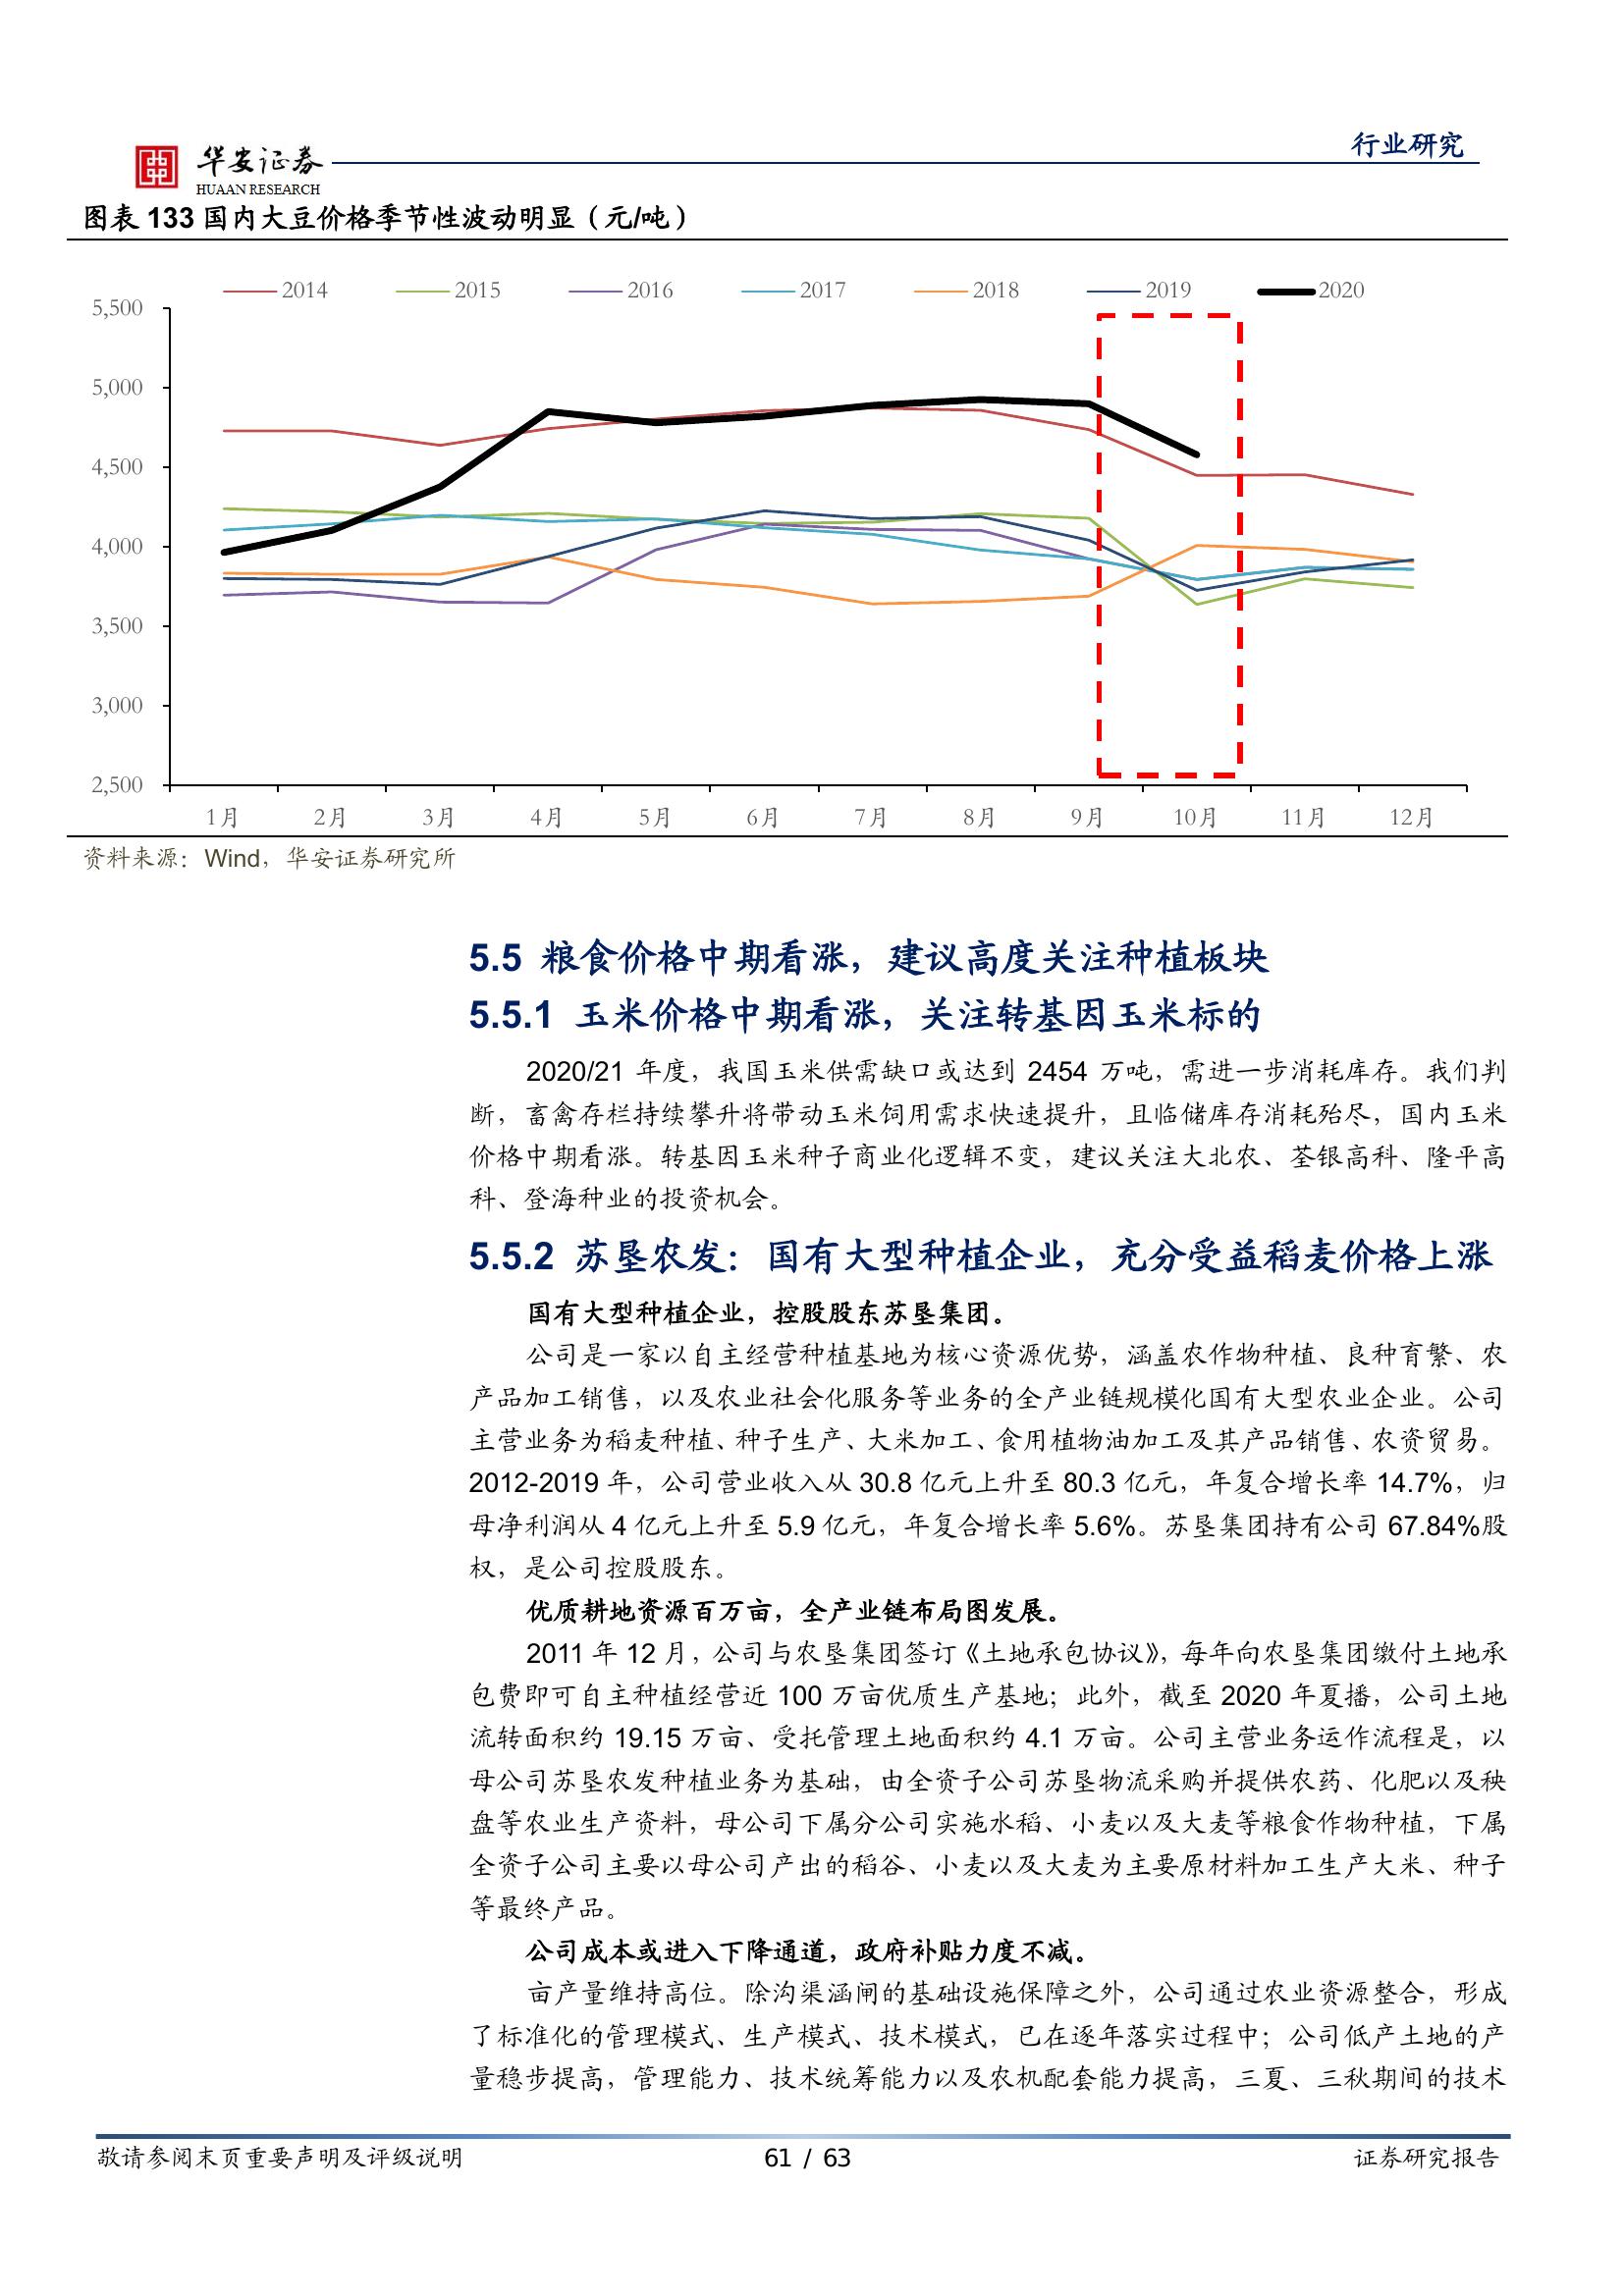 行业研究
华安证券
HUAAN RESEARCH
图表 133 国内大豆价格季节性波动明显（元/吨）
2014 2015 2016 2017 2018 2019 2020
5,500
5,000
4,500
4,000
3,500
3,000
2,500
1月 2月 3月 4月 5月 6月 7月 8月 9月 10月 11月 12月
资料来源：Wind，华安证券研究所
5.5 粮食价格中期看涨，建议高度关注种植板块
5.5.1 玉米价格中期看涨，关注转基因玉米标的
2020/21 年度，我国玉米供需缺口或达到 2454 万吨，需进一步消耗库存。我们判
断，畜禽存栏持续攀升将带动玉米饲用需求快速提升，且临储库存消耗殆尽，国内玉米
价格中期看涨。转基因玉米种子商业化逻辑不变，建议关注大北农、荃银高科、隆平高
科、登海种业的投资机会。
5.5.2 苏垦农发：国有大型种植企业，充分受益稻麦价格上涨
国有大型种植企业，控股股东苏垦集团。
公司是一家以自主经营种植基地为核心资源优势，涵盖农作物种植、良种育繁、农
产品加工销售，以及农业社会化服务等业务的全产业链规模化国有大型农业企业。公司
主营业务为稻麦种植、种子生产、大米加工、食用植物油加工及其产品销售、农资贸易。
2012-2019 年，公司营业收入从 30.8 亿元上升至 80.3 亿元，年复合增长率 14.7%，归
母净利润从 4 亿元上升至 5.9 亿元，年复合增长率 5.6%。苏垦集团持有公司 67.84%股
权，是公司控股股东。
优质耕地资源百万亩，全产业链布局图发展。
2011 年 12 月，公司与农垦集团签订《土地承包协议》，每年向农垦集团缴付土地承
包费即可自主种植经营近 100 万亩优质生产基地；此外，截至 2020 年夏播，公司土地
流转面积约 19.15 万亩、受托管理土地面积约 4.1 万亩。公司主营业务运作流程是，以
母公司苏垦农发种植业务为基础，由全资子公司苏垦物流采购并提供农药、化肥以及秧
盘等农业生产资料，母公司下属分公司实施水稻、小麦以及大麦等粮食作物种植，下属
全资子公司主要以母公司产出的稻谷、小麦以及大麦为主要原材料加工生产大米、种子
等最终产品。
公司成本或进入下降通道，政府补贴力度不减。
亩产量维持高位。除沟渠涵闸的基础设施保障之外，公司通过农业资源整合，形成
了标准化的管理模式、生产模式、技术模式，已在逐年落实过程中；公司低产土地的产
量稳步提高，管理能力、技术统筹能力以及农机配套能力提高，三夏、三秋期间的技术
敬请参阅末页重要声明及评级说明 61 / 63 证券研究报告